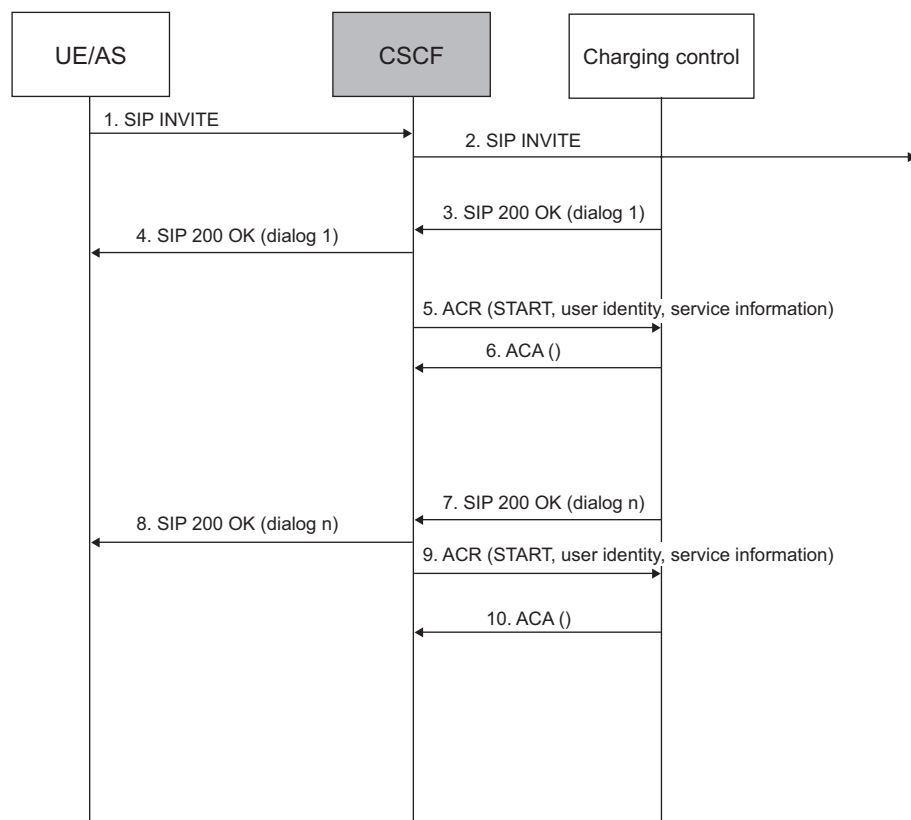 UE/AS
CSCF
Charging control
1. SIP INVITE
2. SIP INVITE
3. SIP 200 OK (dialog 1)
4. SIP 200 OK (dialog 1)
5. ACR (START, user identity, service information)
6. ACA ()
7. SIP 200 OK (dialog n)
8. SIP 200 OK (dialog n)
9. ACR (START, user identity, service information)
10. ACA ()